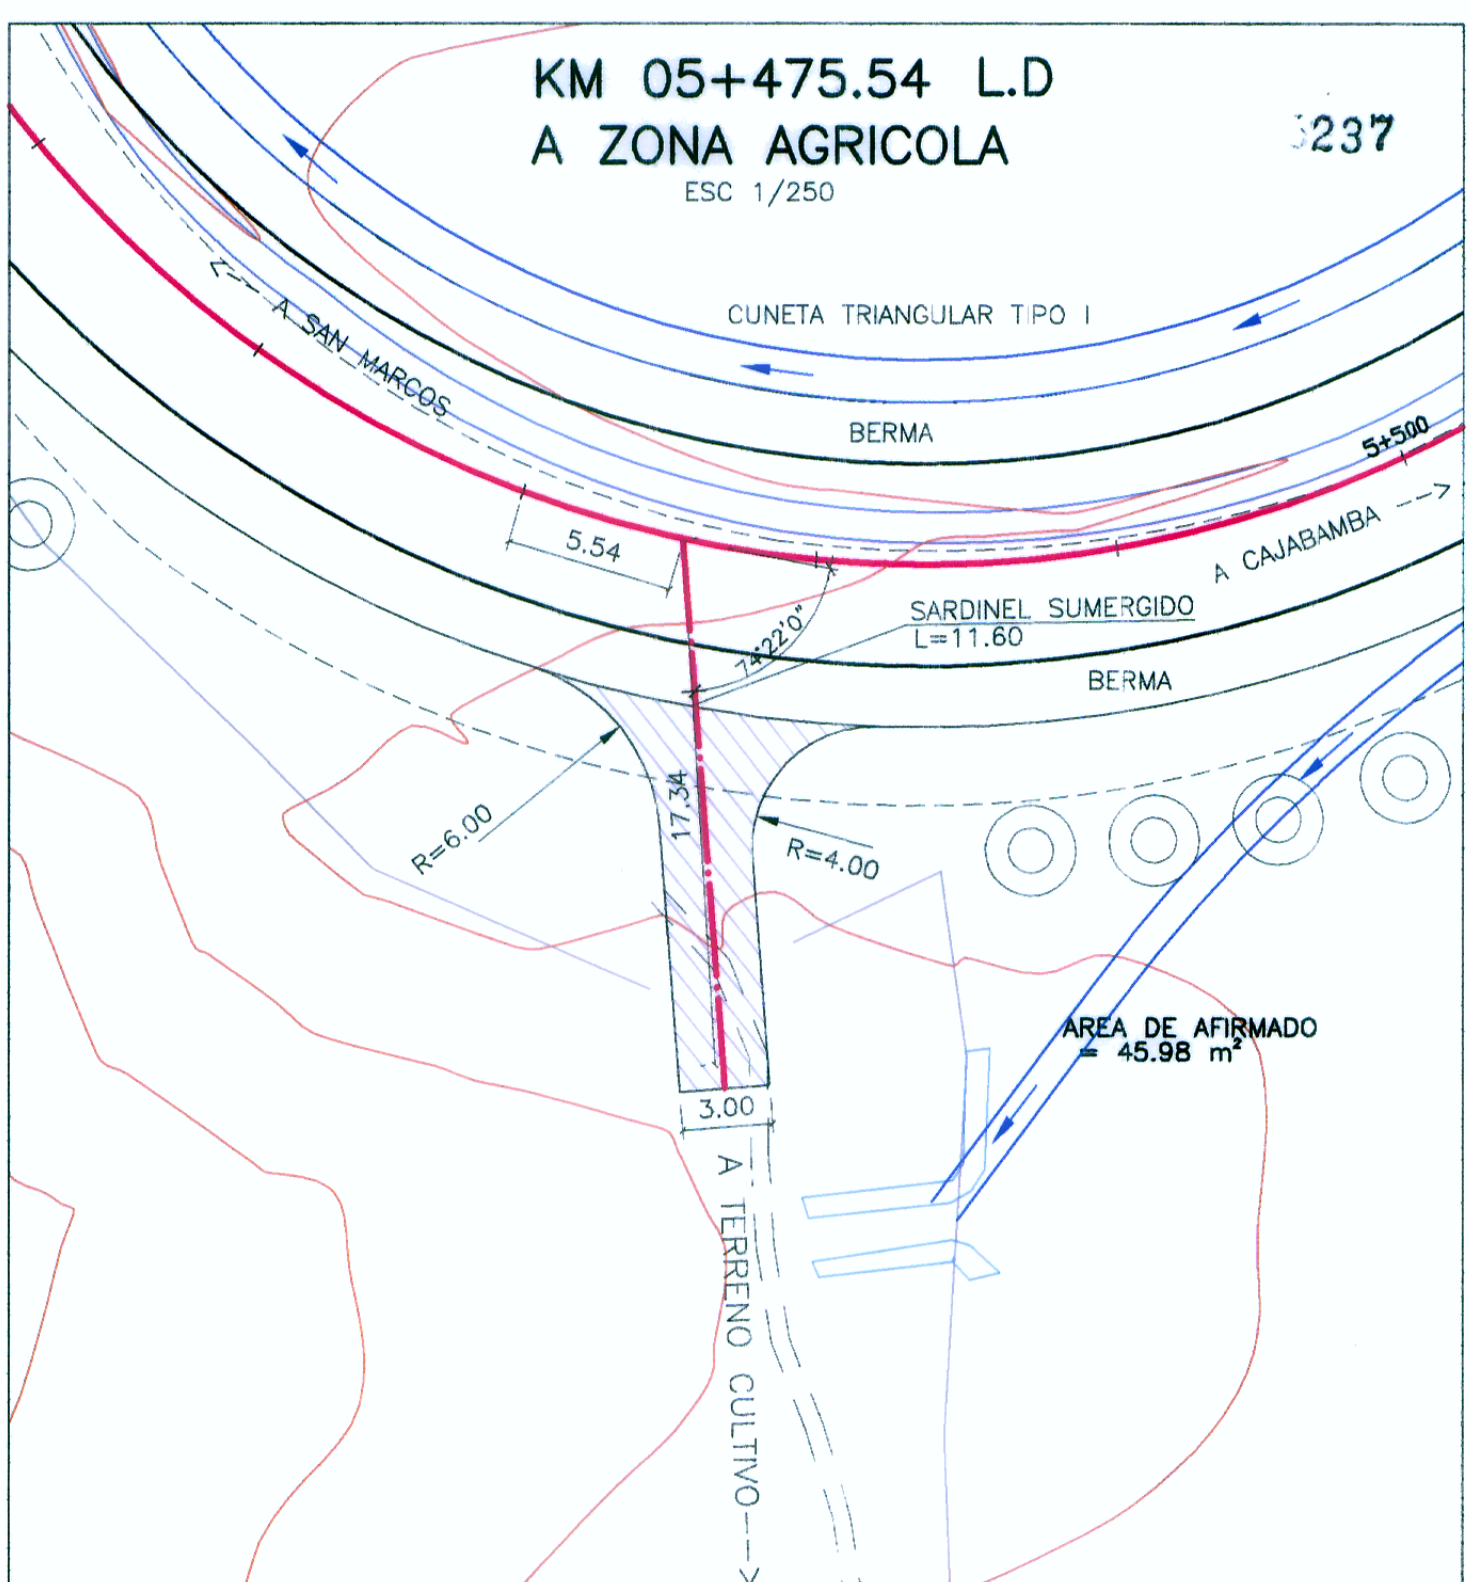 KM 05+475.54 L.D
A ZONA AGRICOLA
ESC 1/250
237
CUNETA TRIANGULAR TIPO I
<-- A SAN MARCOS
BERMA
5+500
A CAJABAMBA -->
5.54
74°22'0"
SARDINEL SUMERGIDO
L=11.60
BERMA
17.34
R=6.00
R=4.00
AREA DE AFIRMADO
= 45.98 m²
3.00
A TERRENO CULTIVO-->